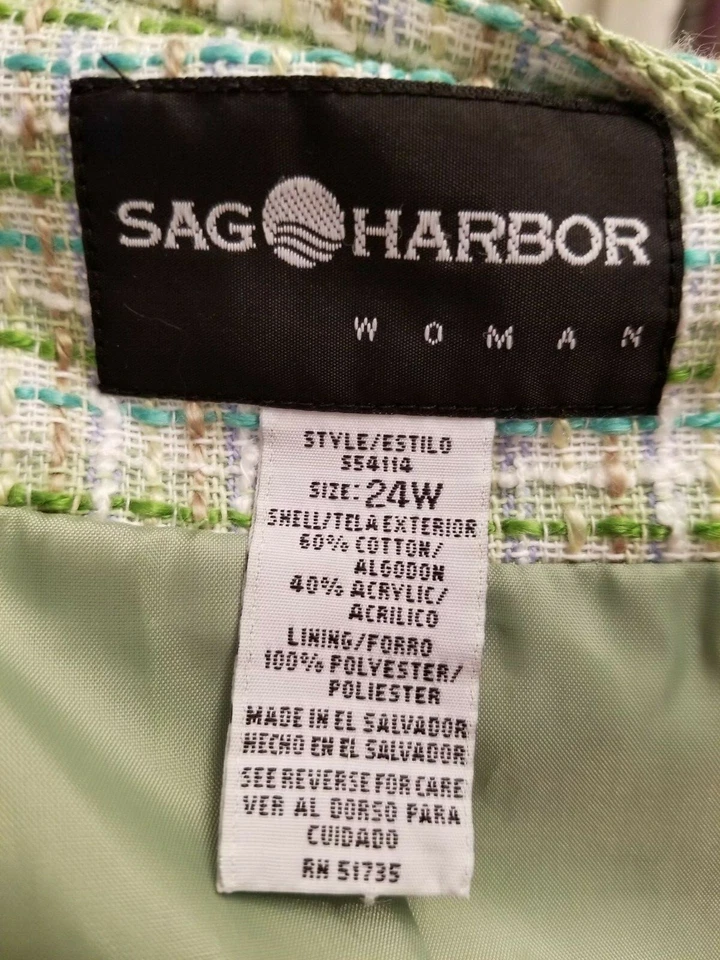 SAG HARBOR
WOMAN
STYLE/ESTILO
554114
SIZE: 24W
SHELL/TELA EXTERIOR
60% COTTON/
ALGODON
40% ACRYLIC/
ACRILICO
LINING/FORRO
100% POLYESTER/
POLIESTER
MADE IN EL SALVADOR
HECHO EN EL SALVADOR
SEE REVERSE FOR CARE
VER AL DORSO PARA
CUIDADO
RN 51735